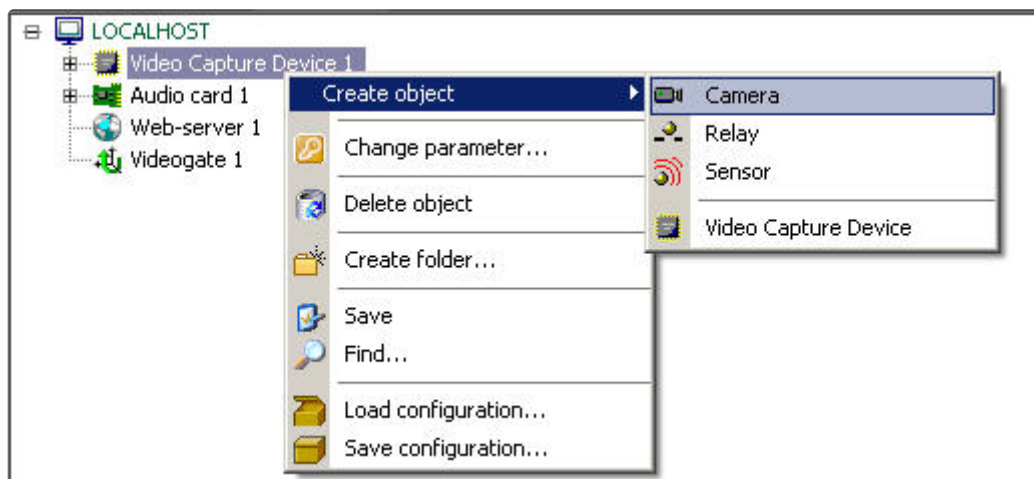 LOCALHOST
Video Capture Device 1
Audio card 1
Web-server 1
Videogate 1
Create object
Change parameter...
Delete object
Create folder...
Save
Find...
Load configuration...
Save configuration...
Camera
Relay
Sensor
Video Capture Device